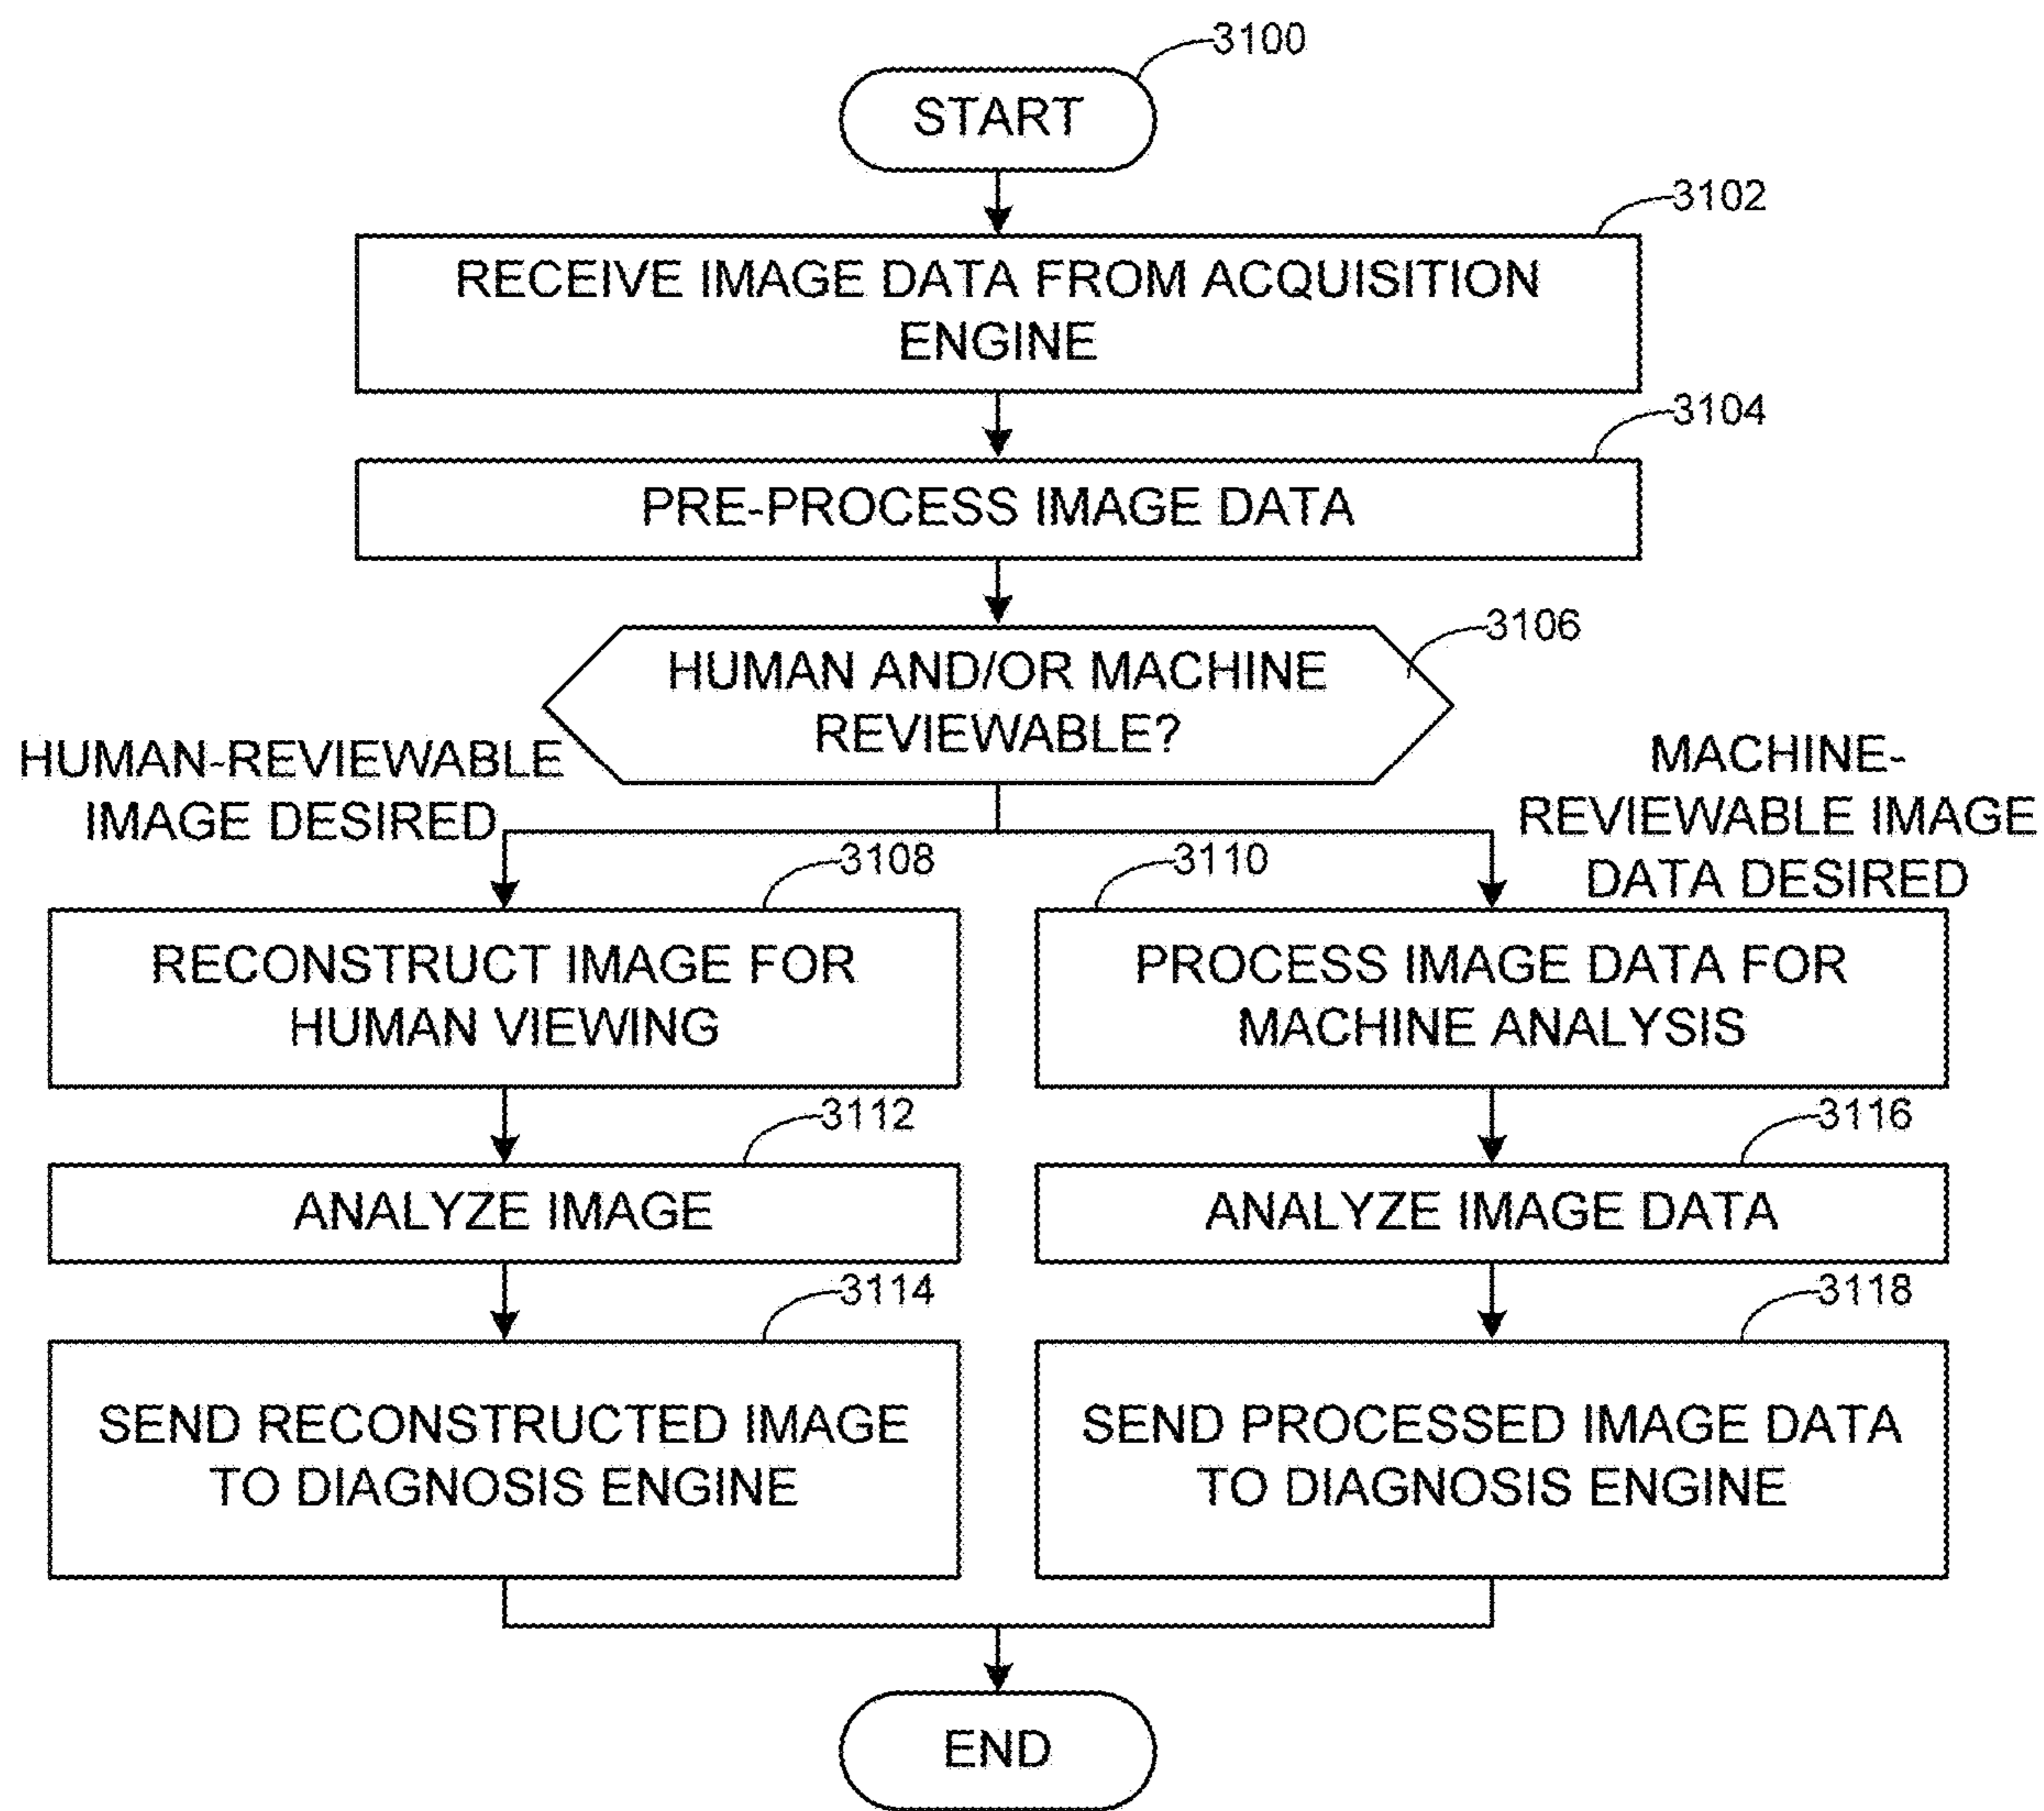 3100
START
3102
RECEIVE IMAGE DATA FROM ACQUISITION
ENGINE
3104
PRE-PROCESS IMAGE DATA
3106
HUMAN AND/OR MACHINE
REVIEWABLE?
HUMAN-REVIEWABLE
IMAGE DESIRED
MACHINE-
REVIEWABLE IMAGE
DATA DESIRED
3108
3110
RECONSTRUCT IMAGE FOR
HUMAN VIEWING
PROCESS IMAGE DATA FOR
MACHINE ANALYSIS
3112
3116
ANALYZE IMAGE
ANALYZE IMAGE DATA
3114
3118
SEND RECONSTRUCTED IMAGE
TO DIAGNOSIS ENGINE
SEND PROCESSED IMAGE DATA
TO DIAGNOSIS ENGINE
END